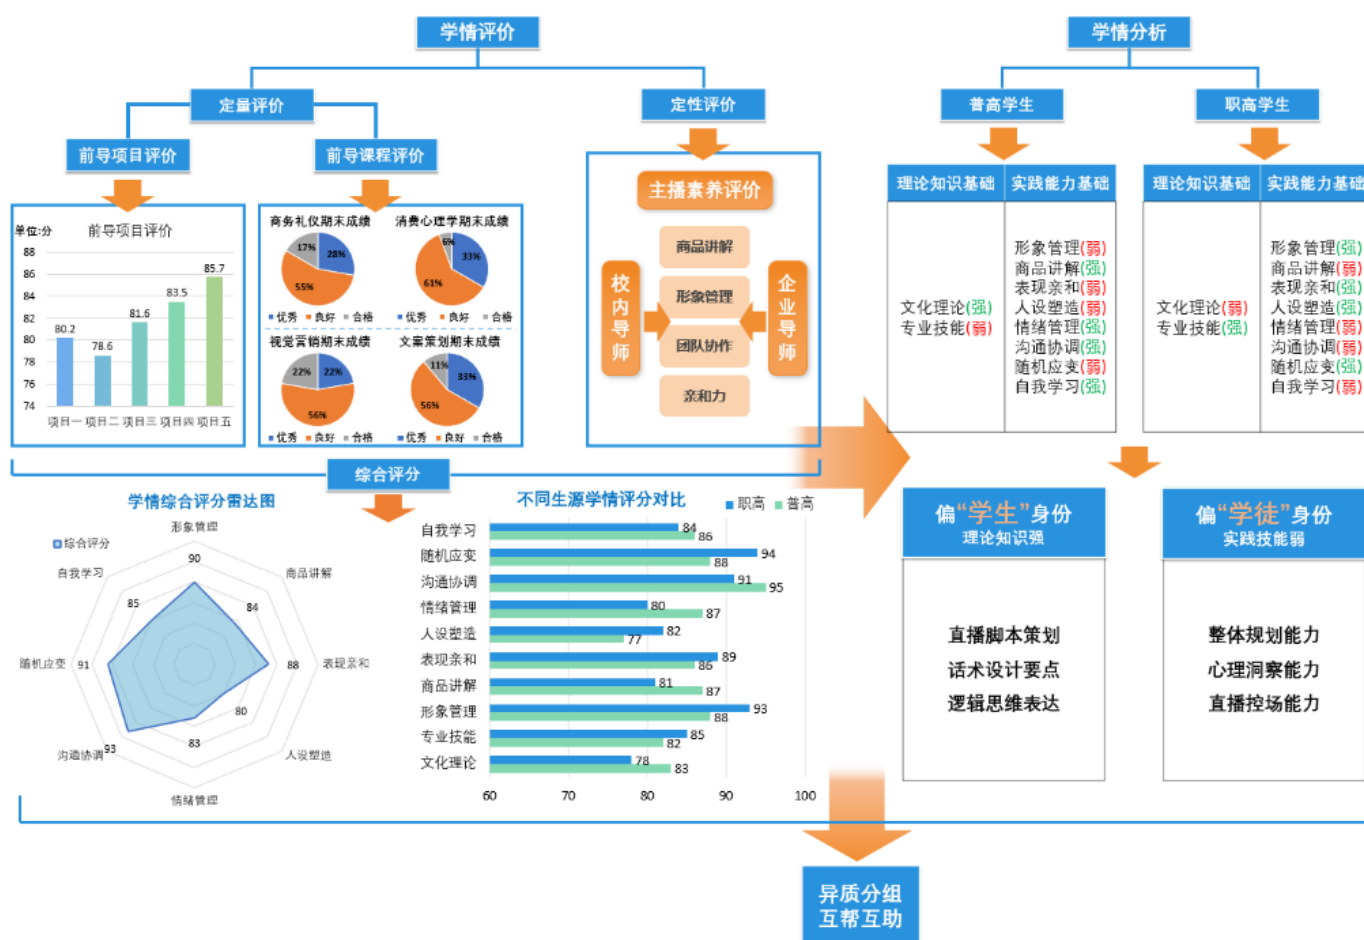 学情评价
学情分析
定量评价
定性评价
普高学生
职高学生
前导项目评价
前导课程评价
单位:分
前导项目评价
88
86
84
82
80
78
76
74
80.2
78.6
81.6
83.5
85.7
项目一
项目二
项目三
项目四
项目五
商务礼仪期末成绩
17%
28%
55%
优秀 良好 合格
消费心理学期末成绩
6%
33%
61%
优秀 良好 合格
视觉营销期末成绩
22%
22%
56%
优秀 良好 合格
文案策划期末成绩
11%
33%
56%
优秀 良好 合格
主播素养评价
校内导师
商品讲解
形象管理
团队协作
亲和力
企业导师
理论知识基础
实践能力基础
文化理论(强)
专业技能(弱)
形象管理(弱)
商品讲解(强)
表现亲和(弱)
人设塑造(弱)
情绪管理(强)
沟通协调(强)
随机应变(弱)
自我学习(强)
理论知识基础
实践能力基础
文化理论(弱)
专业技能(强)
形象管理(强)
商品讲解(弱)
表现亲和(强)
人设塑造(强)
情绪管理(弱)
沟通协调(弱)
随机应变(强)
自我学习(弱)
综合评分
学情综合评分雷达图
综合评分
形象管理
90
商品讲解
84
表现亲和
88
人设塑造
80
情绪管理
83
沟通协调
93
随机应变
91
自我学习
85
不同生源学情评分对比
职高 普高
自我学习
84
86
随机应变
94
88
沟通协调
91
95
情绪管理
80
87
人设塑造
82
77
表现亲和
89
86
商品讲解
81
87
形象管理
93
88
专业技能
85
82
文化理论
78
83
60
70
80
90
100
偏“学生”身份
理论知识强
直播脚本策划
话术设计要点
逻辑思维表达
偏“学徒”身份
实践技能弱
整体规划能力
心理洞察能力
直播控场能力
异质分组
互帮互助